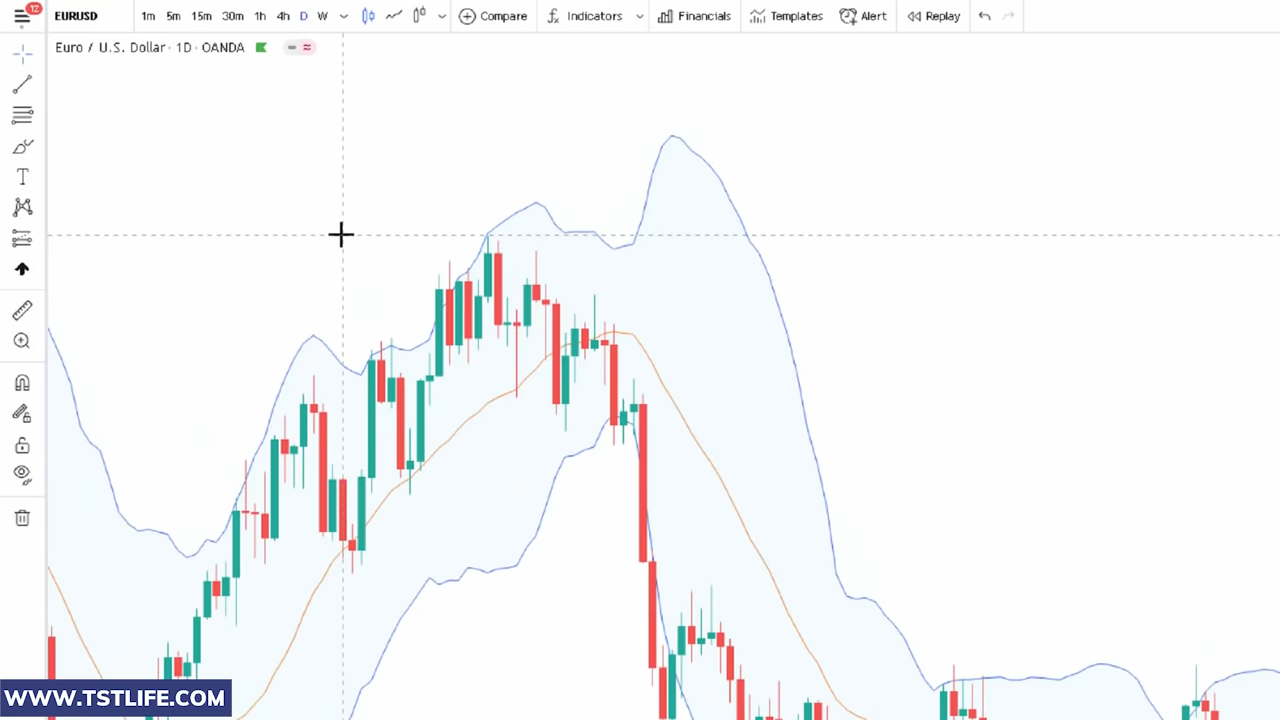 12
EURUSD 1m 5m 15m 30m 1h 4h D W Compare Indicators Financials Templates Alert Replay
Euro / U.S. Dollar · 1D · OANDA
T
WWW.TSTLIFE.COM